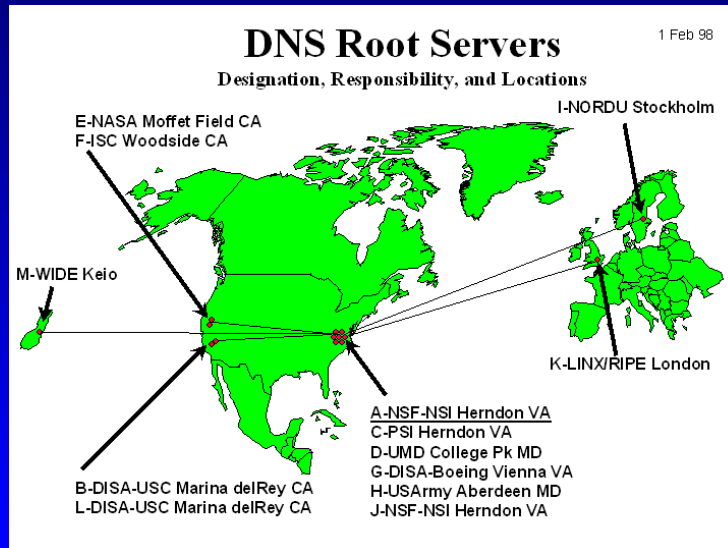 DNS Root Servers
1 Feb 98
Designation, Responsibility, and Locations
E-NASA Moffet Field CA
F-ISC Woodside CA
I-NORDU Stockholm
M-WIDE Keio
K-LINX/RIPE London
A-NSF-NSI Herndon VA
C-PSI Herndon VA
D-UMD College Pk MD
G-DISA-Boeing Vienna VA
H-USArmy Aberdeen MD
J-NSF-NSI Herndon VA
B-DISA-USC Marina delRey CA
L-DISA-USC Marina delRey CA